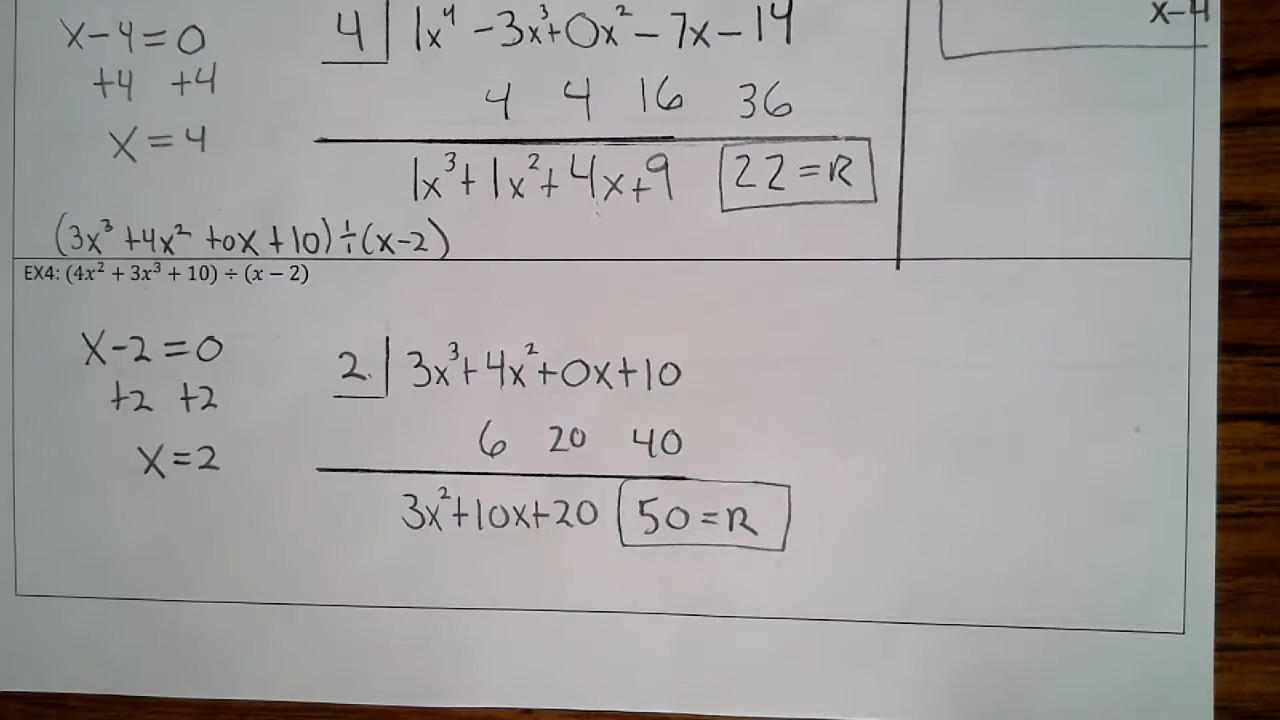 x-4
x-4=0
+4 +4
x=4
4 | 1x⁴ -3x³+0x² -7x -14
4 4 16 36
1x³+1x²+4x+9 22=R
(3x³ +4x² +0x +10) ÷ (x-2)
EX4: (4x² + 3x³ + 10) ÷ (x − 2)
x-2=0
+2 +2
x=2
2. | 3x³+4x²+0x+10
6 20 40
3x²+10x+20 50=R